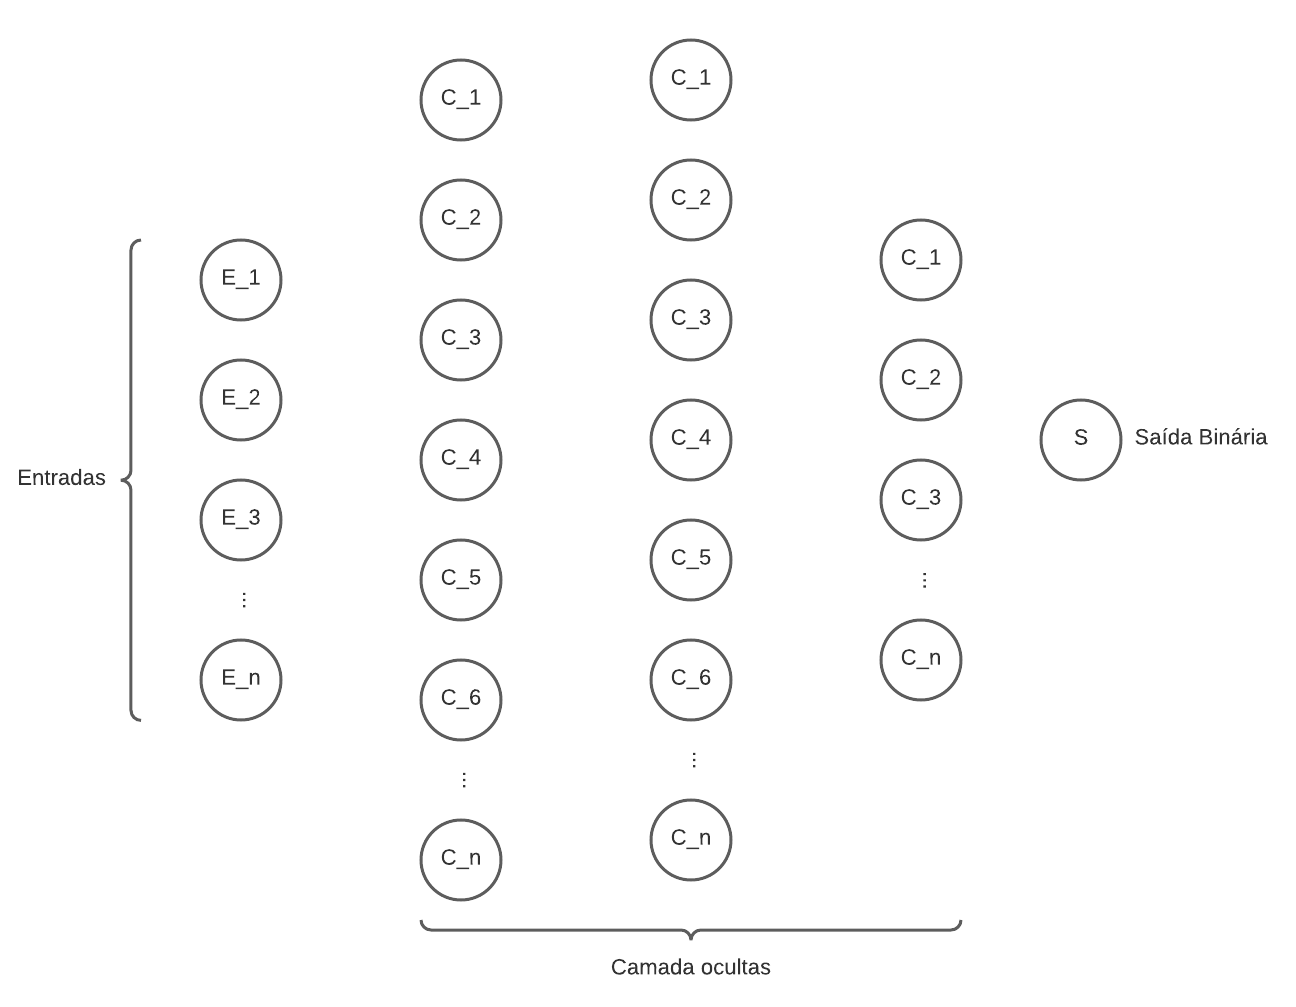 Entradas
E_1
E_2
E_3
...
E_n
C_1
C_2
C_3
C_4
C_5
C_6
...
C_n
C_1
C_2
C_3
C_4
C_5
C_6
...
C_n
C_1
C_2
C_3
...
C_n
S
Saída Binária
Camada ocultas